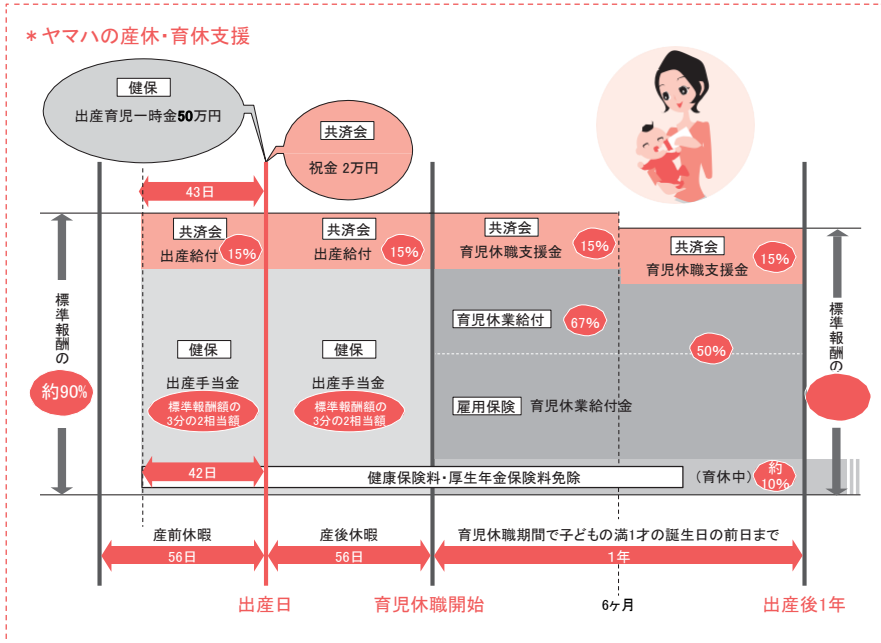 *ヤマハの産休・育休支援
健保
出産育児一時金50万円
共済会
祝金 2万円
43日
共済会
出産給付
15%
共済会
出産給付
15%
共済会
育児休職支援金
15%
共済会
育児休職支援金
15%
標準報酬の
約90%
健保
出産手当金
標準報酬額の
3分の2相当額
健保
出産手当金
標準報酬額の
3分の2相当額
育児休業給付
67%
50%
雇用保険
育児休業給付金
標準報酬の
42日
健康保険料・厚生年金保険料免除
(育休中)
約
10%
産前休暇
56日
産後休暇
56日
育児休職期間で子どもの満1才の誕生日の前日まで
1年
出産日
育児休職開始
6ヶ月
出産後1年